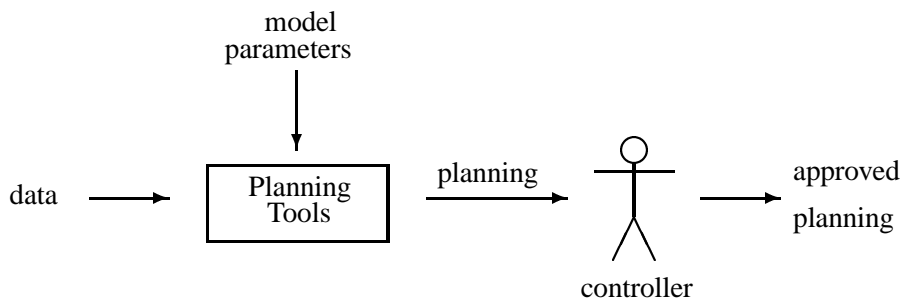 model
parameters
data
Planning
Tools
planning
controller
approved
planning